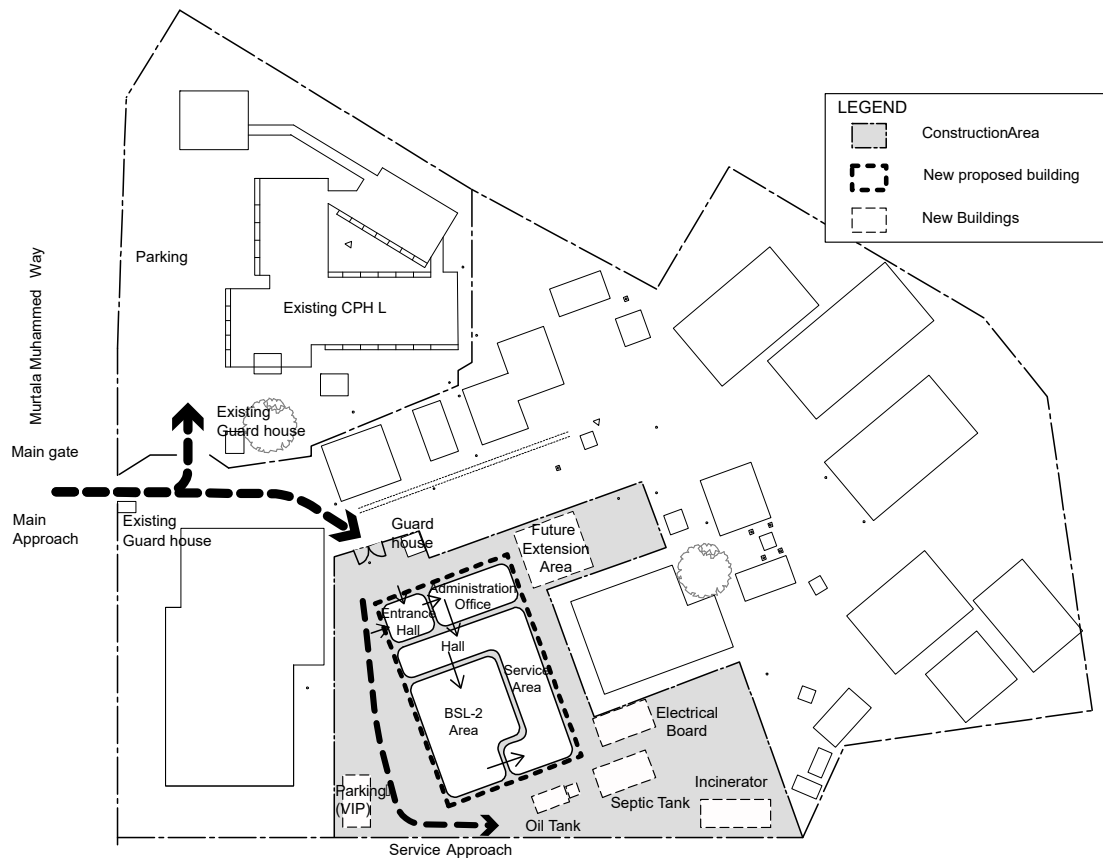 LEGEND
ConstructionArea
New proposed building
New Buildings
Murtala Muhammed Way
Parking
Existing CPH L
Existing
Guard house
Main gate
Main
Approach
Existing
Guard house
Guard
house
Future
Extension
Area
Administration
Office
Entrance
Hall
Hall
Service
Area
BSL-2
Area
Electrical
Board
Parking
(VIP)
Septic Tank
Incinerator
Oil Tank
Service Approach